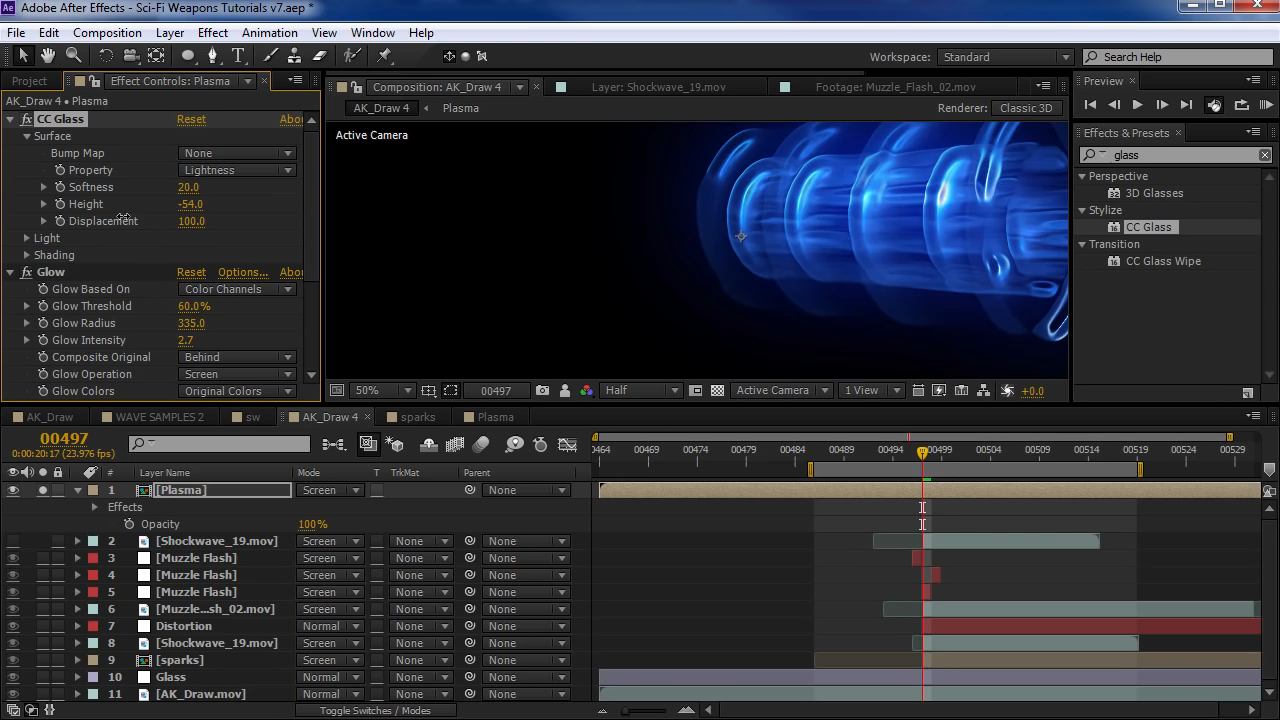 Adobe After Effects - Sci-Fi Weapons Tutorials v7.aep *
File Edit Composition Layer Effect Animation View Window Help
Workspace: Standard Search Help
Project Effect Controls: Plasma
AK_Draw 4 • Plasma
fx CC Glass Reset Abou
Surface
Bump Map None
Property Lightness
Softness 20.0
Height -54.0
Displacement 100.0
Light
Shading
fx Glow Reset Options... Abou
Glow Based On Color Channels
Glow Threshold 60.0%
Glow Radius 335.0
Glow Intensity 2.7
Composite Original Behind
Glow Operation Screen
Glow Colors Original Colors
Composition: AK_Draw 4 Layer: Shockwave_19.mov Footage: Muzzle_Flash_02.mov
AK_Draw 4 Plasma Renderer: Classic 3D
Active Camera
50% 00497 Half Active Camera 1 View +0.0
Preview
Effects & Presets
glass
Perspective
3D Glasses
Stylize
CC Glass
Transition
CC Glass Wipe
AK_Draw WAVE SAMPLES 2 sw AK_Draw 4 sparks Plasma
00497
0:00:20:17 (23.976 fps)
00464 00469 00474 00479 00484 00489 00494 00499 00504 00509 00514 00519 00524 00529
# Layer Name Mode T TrkMat Parent
1 [Plasma] Screen None
Effects
Opacity 100%
2 [Shockwave_19.mov] Screen None None
3 [Muzzle Flash] Screen None None
4 [Muzzle Flash] Screen None None
5 [Muzzle Flash] Screen None None
6 [Muzzle...sh_02.mov] Screen None None
7 Distortion Normal None None
8 [Shockwave_19.mov] Screen None None
9 [sparks] Screen None None
10 Glass Normal None None
11 [AK_Draw.mov] Normal None None
Toggle Switches / Modes